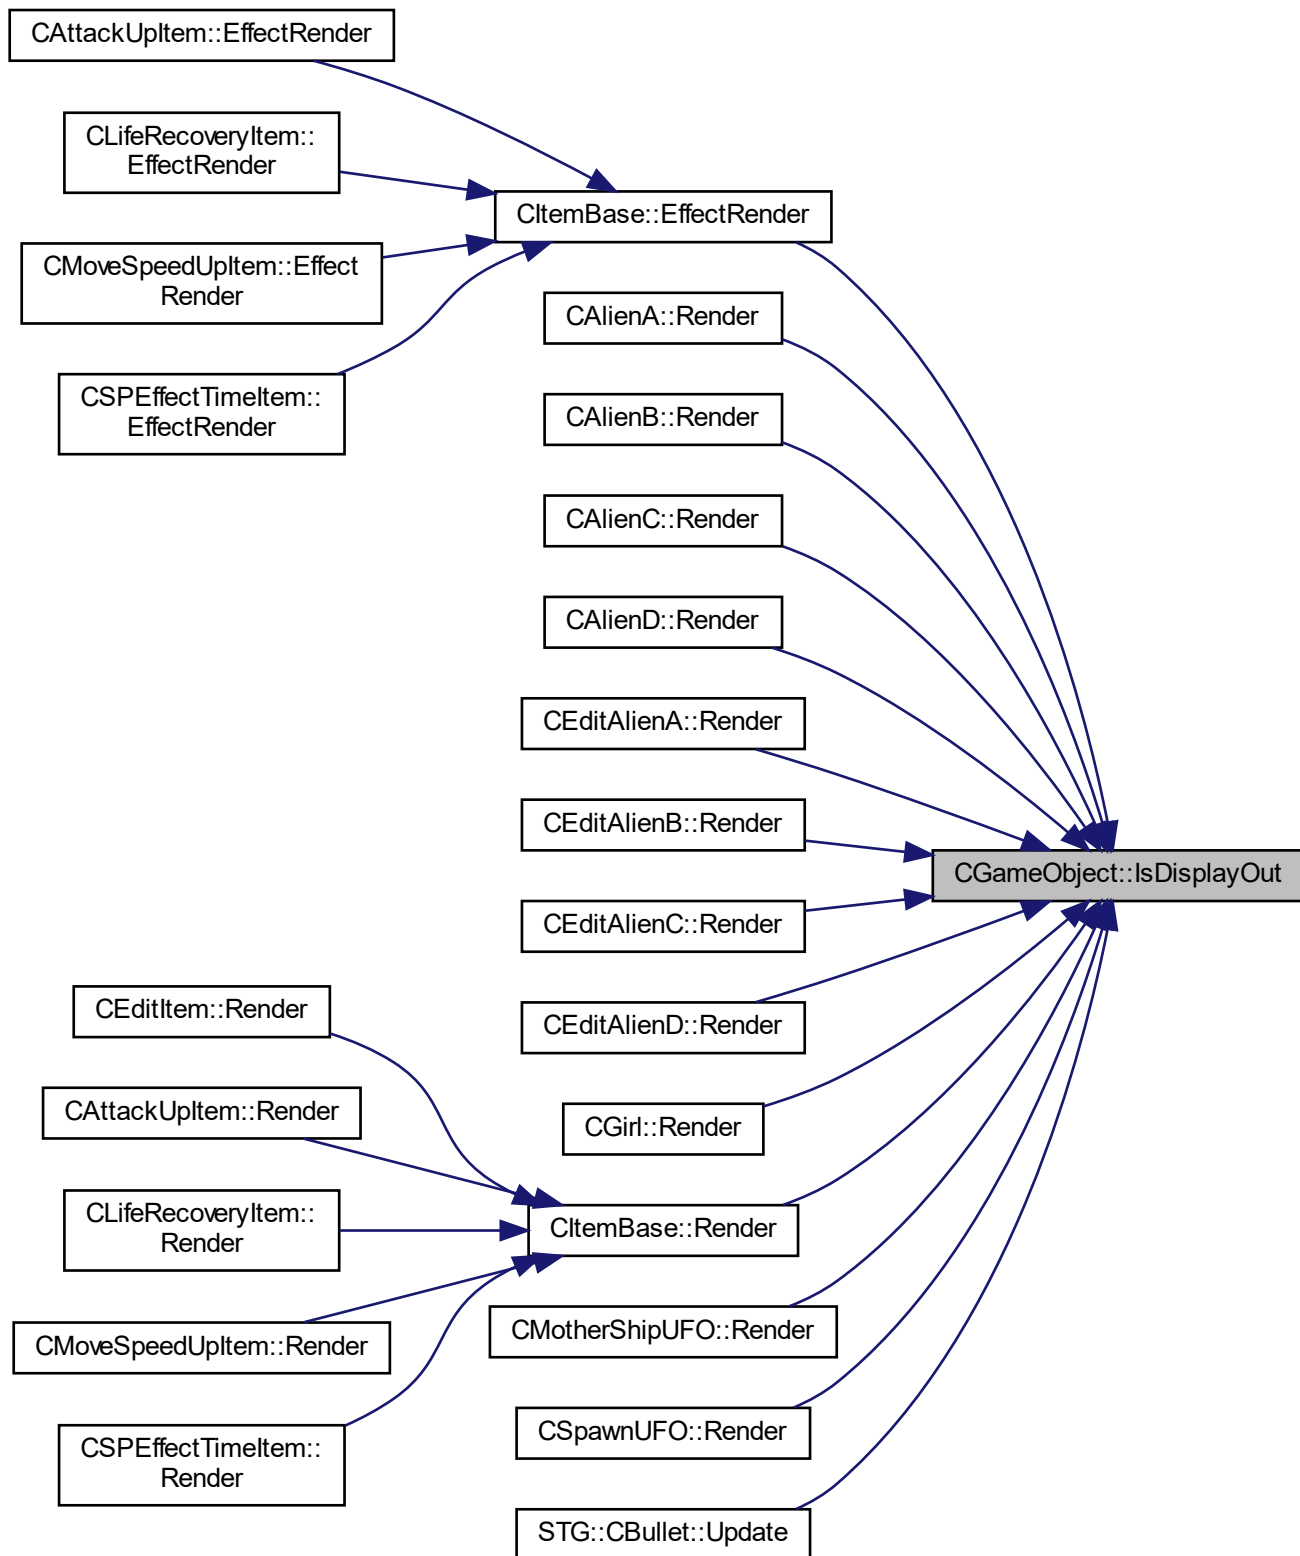 CAttackUpItem::EffectRender
CLifeRecoveryItem::
EffectRender
CItemBase::EffectRender
CMoveSpeedUpItem::Effect
Render
CSPEffectTimeItem::
EffectRender
CAlienA::Render
CAlienB::Render
CAlienC::Render
CAlienD::Render
CEditAlienA::Render
CEditAlienB::Render
CGameObject::IsDisplayOut
CEditAlienC::Render
CEditAlienD::Render
CGirl::Render
CEditItem::Render
CAttackUpItem::Render
CLifeRecoveryItem::
Render
CItemBase::Render
CMoveSpeedUpItem::Render
CSPEffectTimeItem::
Render
CMotherShipUFO::Render
CSpawnUFO::Render
STG::CBullet::Update